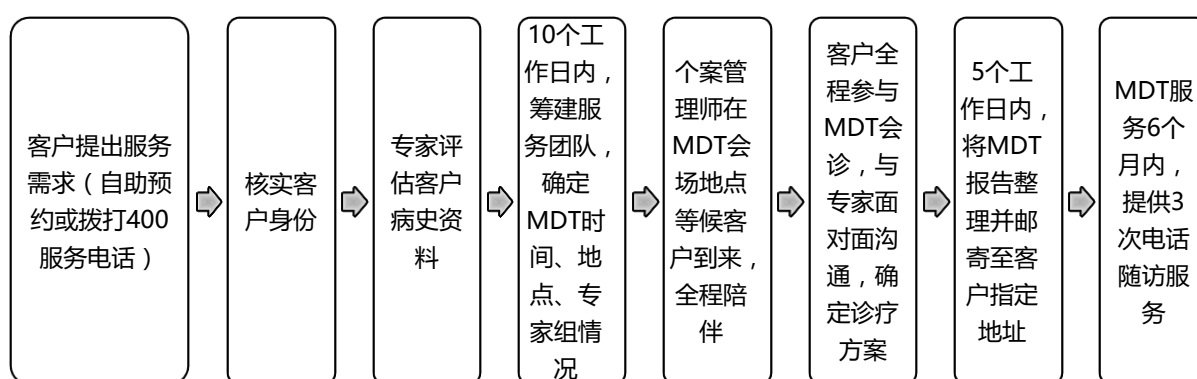 客户提出服务
需求（自助预
约或拨打400
服务电话）
核实客
户身份
专家评
估客户
病史资
料
10个工
作日内，
筹建服
务团队，
确定
MDT时
间、地
点、专
家组情
况
个案管
理师在
MDT会
场地点
等候客
户到来，
全程陪
伴
客户全
程参与
MDT会
诊，与
专家面
对面沟
通，确
定诊疗
方案
5个工
作日内，
将MDT
报告整
理并邮
寄至客
户指定
地址
MDT服
务6个
月内，
提供3
次电话
随访服
务